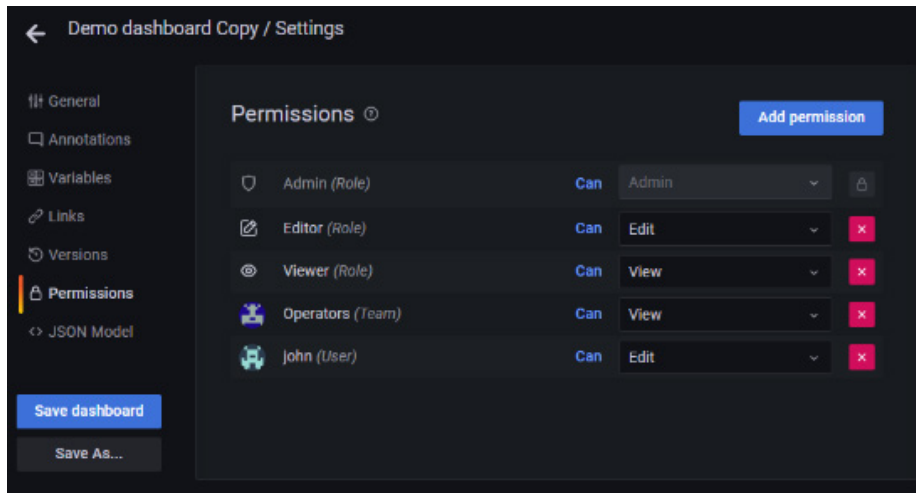 Demo dashboard Copy / Settings
General
Annotations
Variables
Links
Versions
Permissions
JSON Model
Save dashboard
Save As...
Permissions
Add permission
Admin (Role) Can Admin
Editor (Role) Can Edit
Viewer (Role) Can View
Operators (Team) Can View
john (User) Can Edit